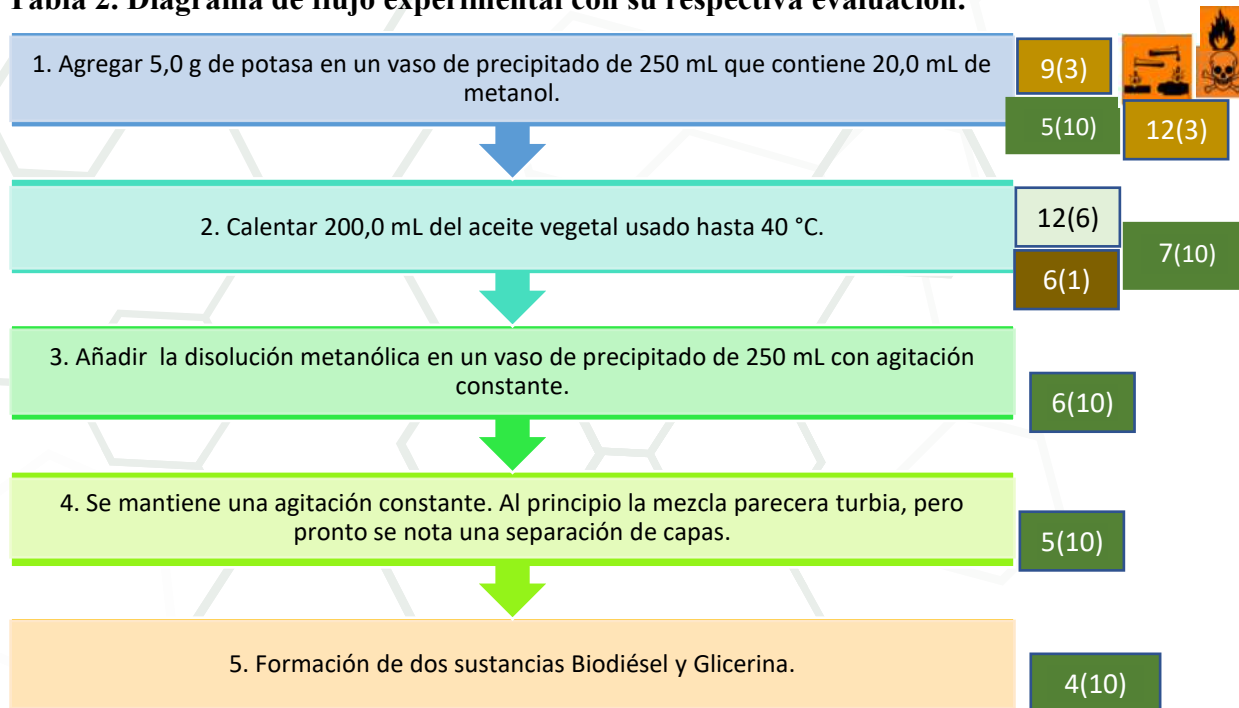 Tabla 2. Diagrama de flujo experimental con su respectiva evaluación.
1. Agregar 5,0 g de potasa en un vaso de precipitado de 250 mL que contiene 20,0 mL de
metanol.
9(3)
5(10)
12(3)
2. Calentar 200,0 mL del aceite vegetal usado hasta 40 °C.
12(6)
7(10)
6(1)
3. Añadir la disolución metanólica en un vaso de precipitado de 250 mL con agitación
constante.
6(10)
4. Se mantiene una agitación constante. Al principio la mezcla parecera turbia, pero
pronto se nota una separación de capas.
5(10)
5. Formación de dos sustancias Biodiésel y Glicerina.
4(10)